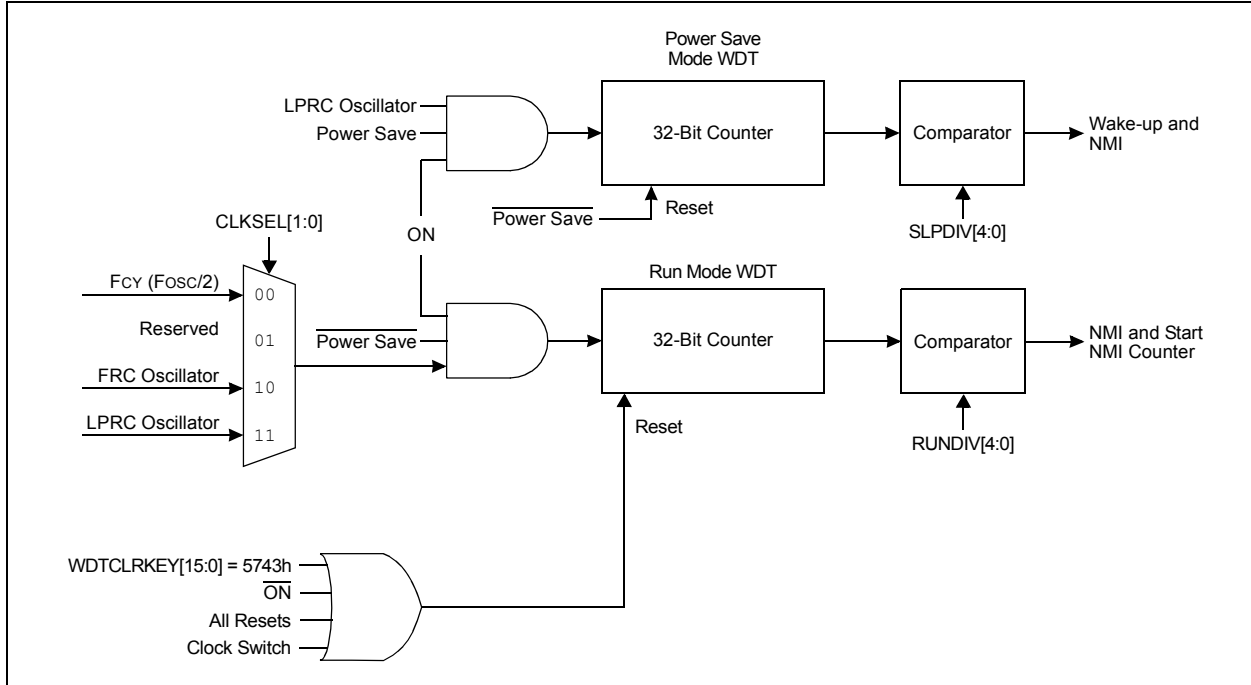 Power Save
Mode WDT
LPRC Oscillator
Power Save
32-Bit Counter
Comparator
Wake-up and
NMI
Power Save
Reset
SLPDIV[4:0]
CLKSEL[1:0]
ON
Run Mode WDT
FCY (FOSC/2)
00
Reserved
01
Power Save
32-Bit Counter
Comparator
NMI and Start
NMI Counter
FRC Oscillator
10
LPRC Oscillator
11
Reset
RUNDIV[4:0]
WDTCLRKEY[15:0] = 5743h
ON
All Resets
Clock Switch